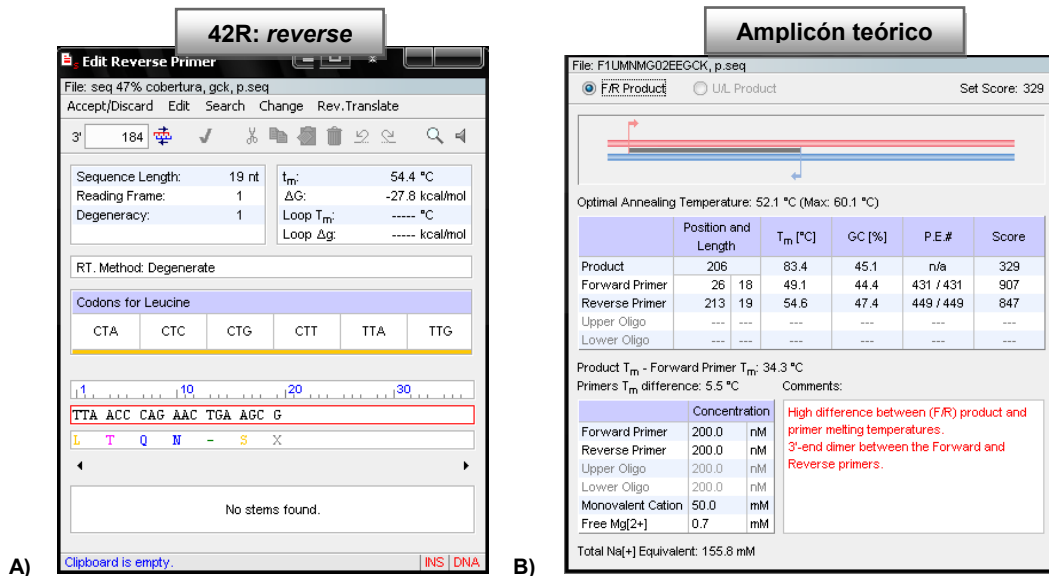 42R: reverse
Edit Reverse Primer
File: seq 47% cobertura, gck, p.seq
Accept/Discard Edit Search Change Rev.Translate
3' 184
Sequence Length: 19 nt
Reading Frame: 1
Degeneracy: 1
tm: 54.4 °C
ΔG: -27.8 kcal/mol
Loop Tm: ----- °C
Loop Δg: ----- kcal/mol
RT. Method: Degenerate
Codons for Leucine
CTA CTC CTG CTT TTA TTG
1 10 20 30
TTA ACC CAG AAC TGA AGC G
L T Q N - S X
No stems found.
Clipboard is empty. INS DNA
A)
Amplicón teórico
File: F1UMNMG02EEGCK, p.seq
F/R Product U/L Product Set Score: 329
Optimal Annealing Temperature: 52.1 °C (Max: 60.1 °C)
Position and Length Tm [°C] GC [%] P.E.# Score
Product 206 83.4 45.1 n/a 329
Forward Primer 26 18 49.1 44.4 431 / 431 907
Reverse Primer 213 19 54.6 47.4 449 / 449 847
Upper Oligo --- --- --- --- --- ---
Lower Oligo --- --- --- --- --- ---
Product Tm - Forward Primer Tm: 34.3 °C
Primers Tm difference: 5.5 °C Comments:
Concentration
Forward Primer 200.0 nM
Reverse Primer 200.0 nM
Upper Oligo 200.0 nM
Lower Oligo 200.0 nM
Monovalent Cation 50.0 mM
Free Mg[2+] 0.7 mM
High difference between (F/R) product and
primer melting temperatures.
3'-end dimer between the Forward and
Reverse primers.
Total Na[+] Equivalent: 155.8 mM
B)